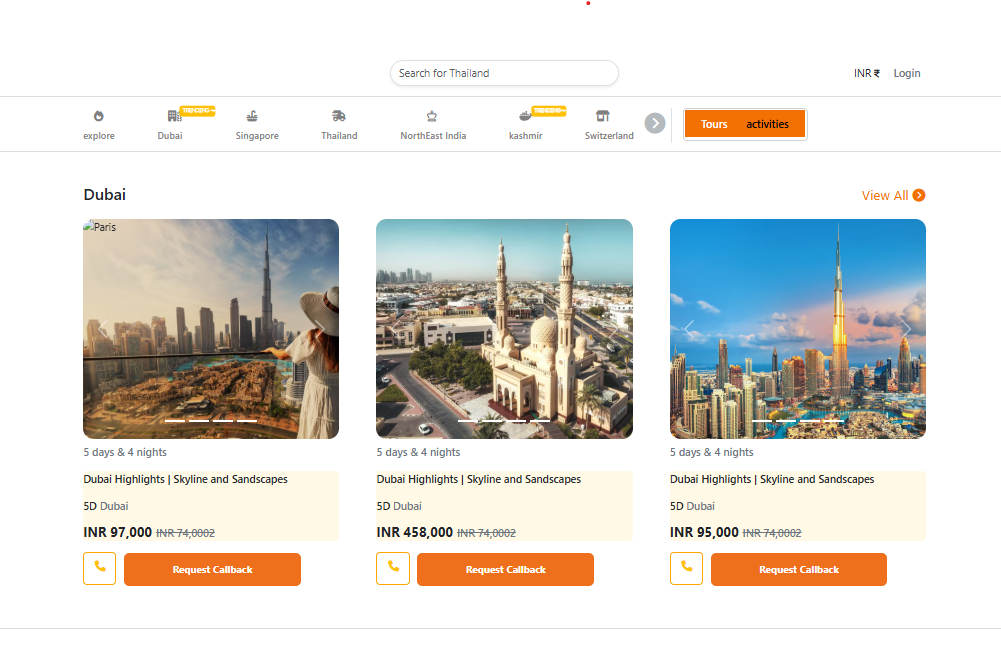 Search for Thailand
INR ₹ Login
TRENDING TRENDING
explore Dubai Singapore Thailand NorthEast India kashmir Switzerland Tours activities
Dubai View All
Paris
5 days & 4 nights 5 days & 4 nights 5 days & 4 nights
Dubai Highlights | Skyline and Sandscapes Dubai Highlights | Skyline and Sandscapes Dubai Highlights | Skyline and Sandscapes
5D Dubai 5D Dubai 5D Dubai
INR 97,000 INR 74,0002 INR 458,000 INR 74,0002 INR 95,000 INR 74,0002
Request Callback Request Callback Request Callback